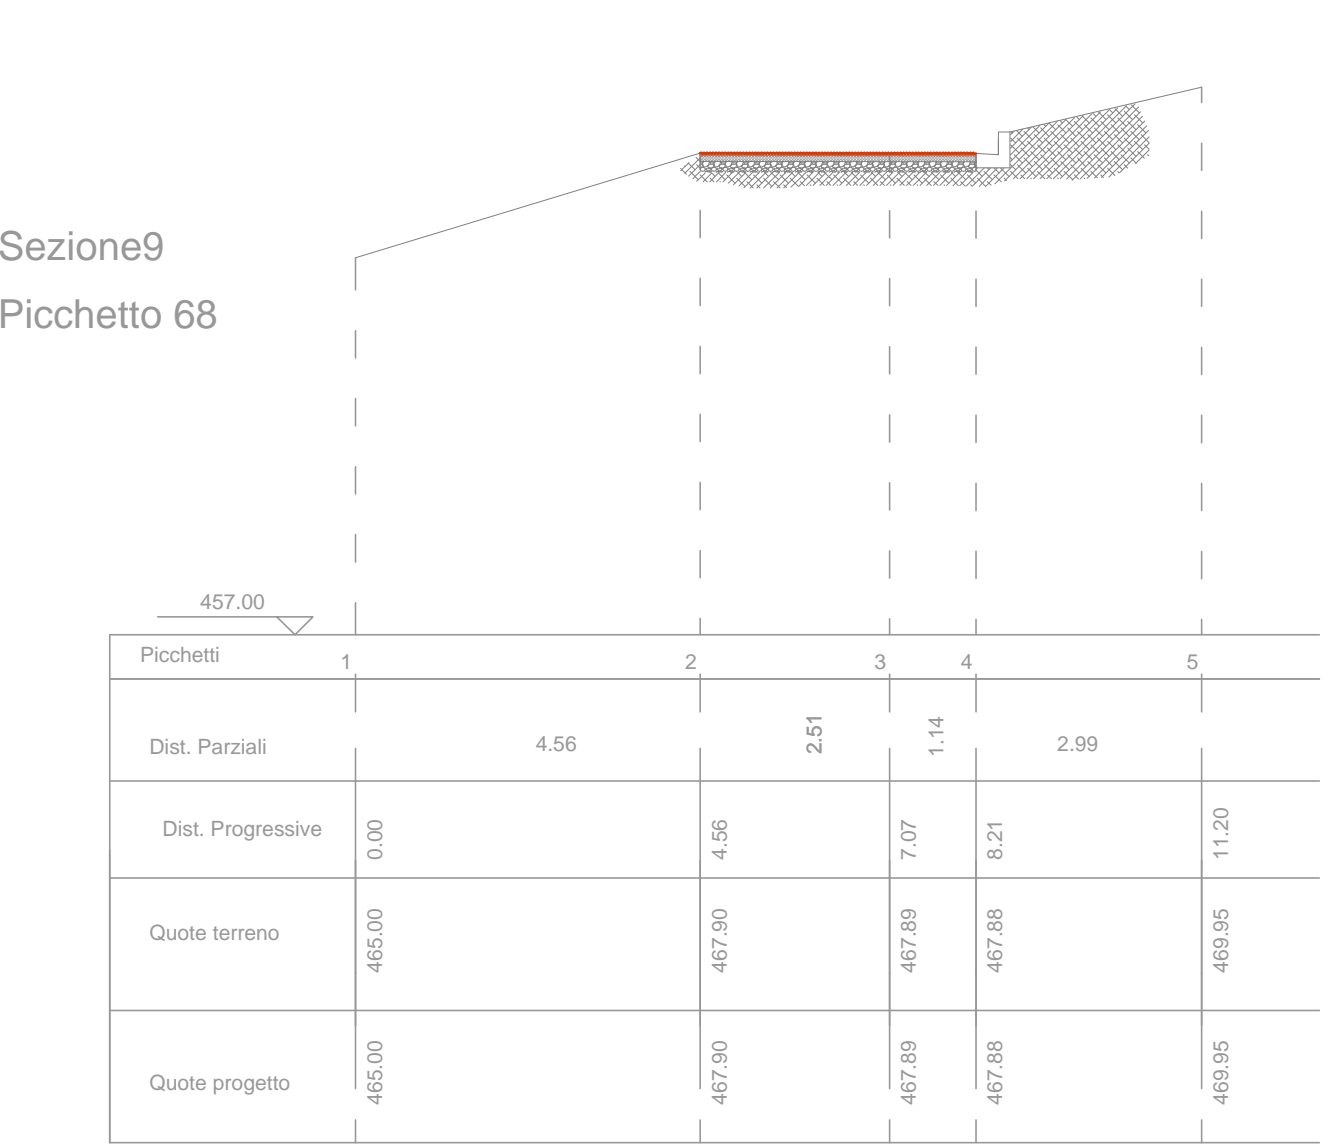 Sezione9
Picchetto 68
457.00
Picchetti 1 2 3 4 5
Dist. Parziali 4.56 2.51 1.14 2.99
Dist. Progressive 0.00 4.56 7.07 8.21 11.20
Quote terreno 465.00 467.90 467.89 467.88 469.95
Quote progetto 465.00 467.90 467.89 467.88 469.95